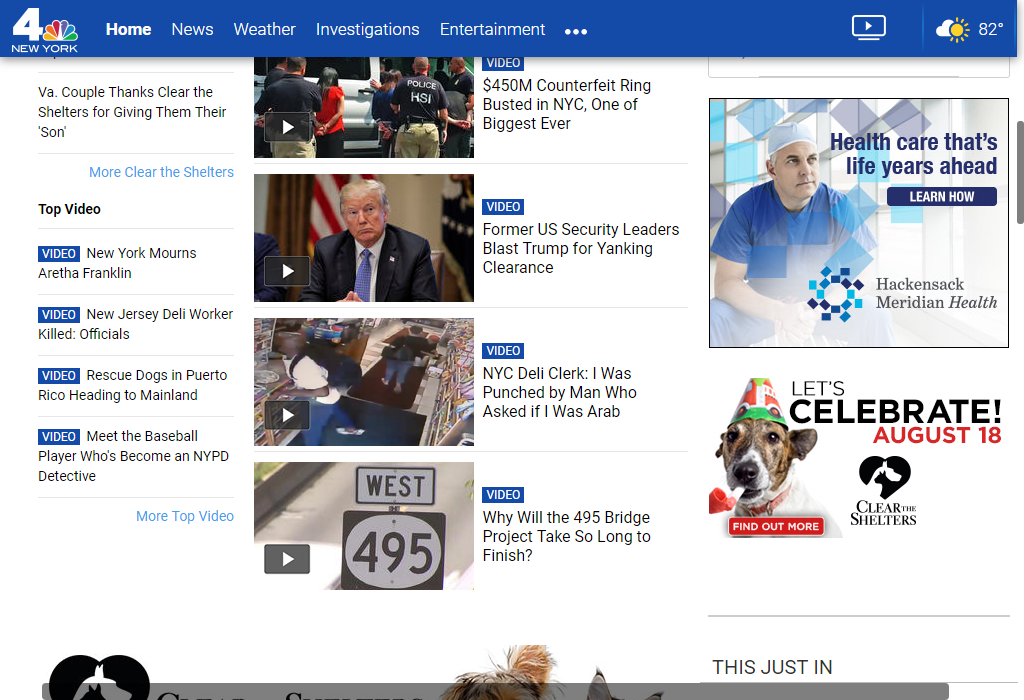 4
NEW YORK
Home
News
Weather
Investigations
Entertainment
82°
Va. Couple Thanks Clear the
Shelters for Giving Them Their
'Son'
More Clear the Shelters
Top Video
VIDEO New York Mourns
Aretha Franklin
VIDEO New Jersey Deli Worker
Killed: Officials
VIDEO Rescue Dogs in Puerto
Rico Heading to Mainland
VIDEO Meet the Baseball
Player Who's Become an NYPD
Detective
More Top Video
POLICE
HSI
VIDEO
$450M Counterfeit Ring
Busted in NYC, One of
Biggest Ever
VIDEO
Former US Security Leaders
Blast Trump for Yanking
Clearance
VIDEO
NYC Deli Clerk: I Was
Punched by Man Who
Asked if I Was Arab
WEST
495
VIDEO
Why Will the 495 Bridge
Project Take So Long to
Finish?
Health care that's
life years ahead
LEARN HOW
Hackensack
Meridian Health
LET'S
CELEBRATE!
AUGUST 18
CLEAR THE
SHELTERS
FIND OUT MORE
THIS JUST IN
CLEAR THE SHELTERS